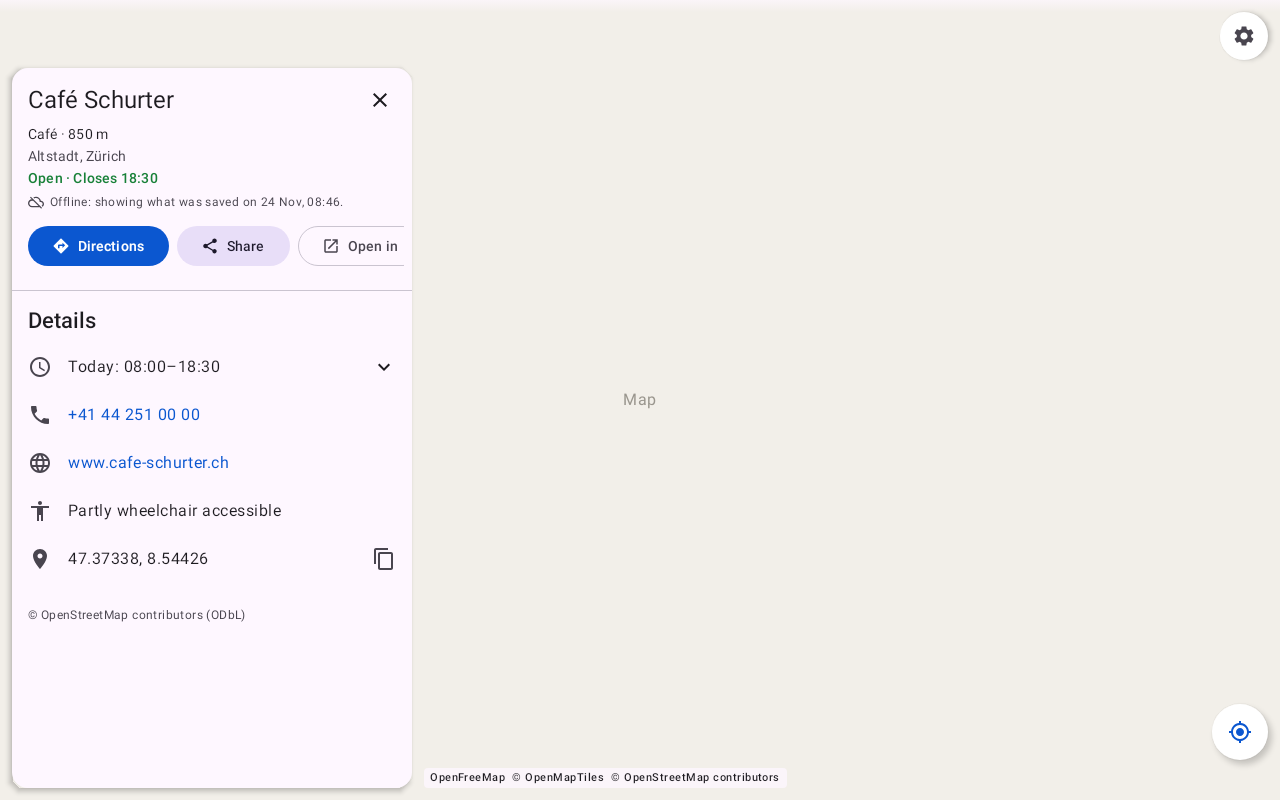 Café Schurter
Café · 850 m
Altstadt, Zürich
Open · Closes 18:30
Offline: showing what was saved on 24 Nov, 08:46.
Directions
Share
Open in
Details
Today: 08:00–18:30
+41 44 251 00 00
www.cafe-schurter.ch
Partly wheelchair accessible
47.37338, 8.54426
© OpenStreetMap contributors (ODbL)
Map
OpenFreeMap © OpenMapTiles © OpenStreetMap contributors